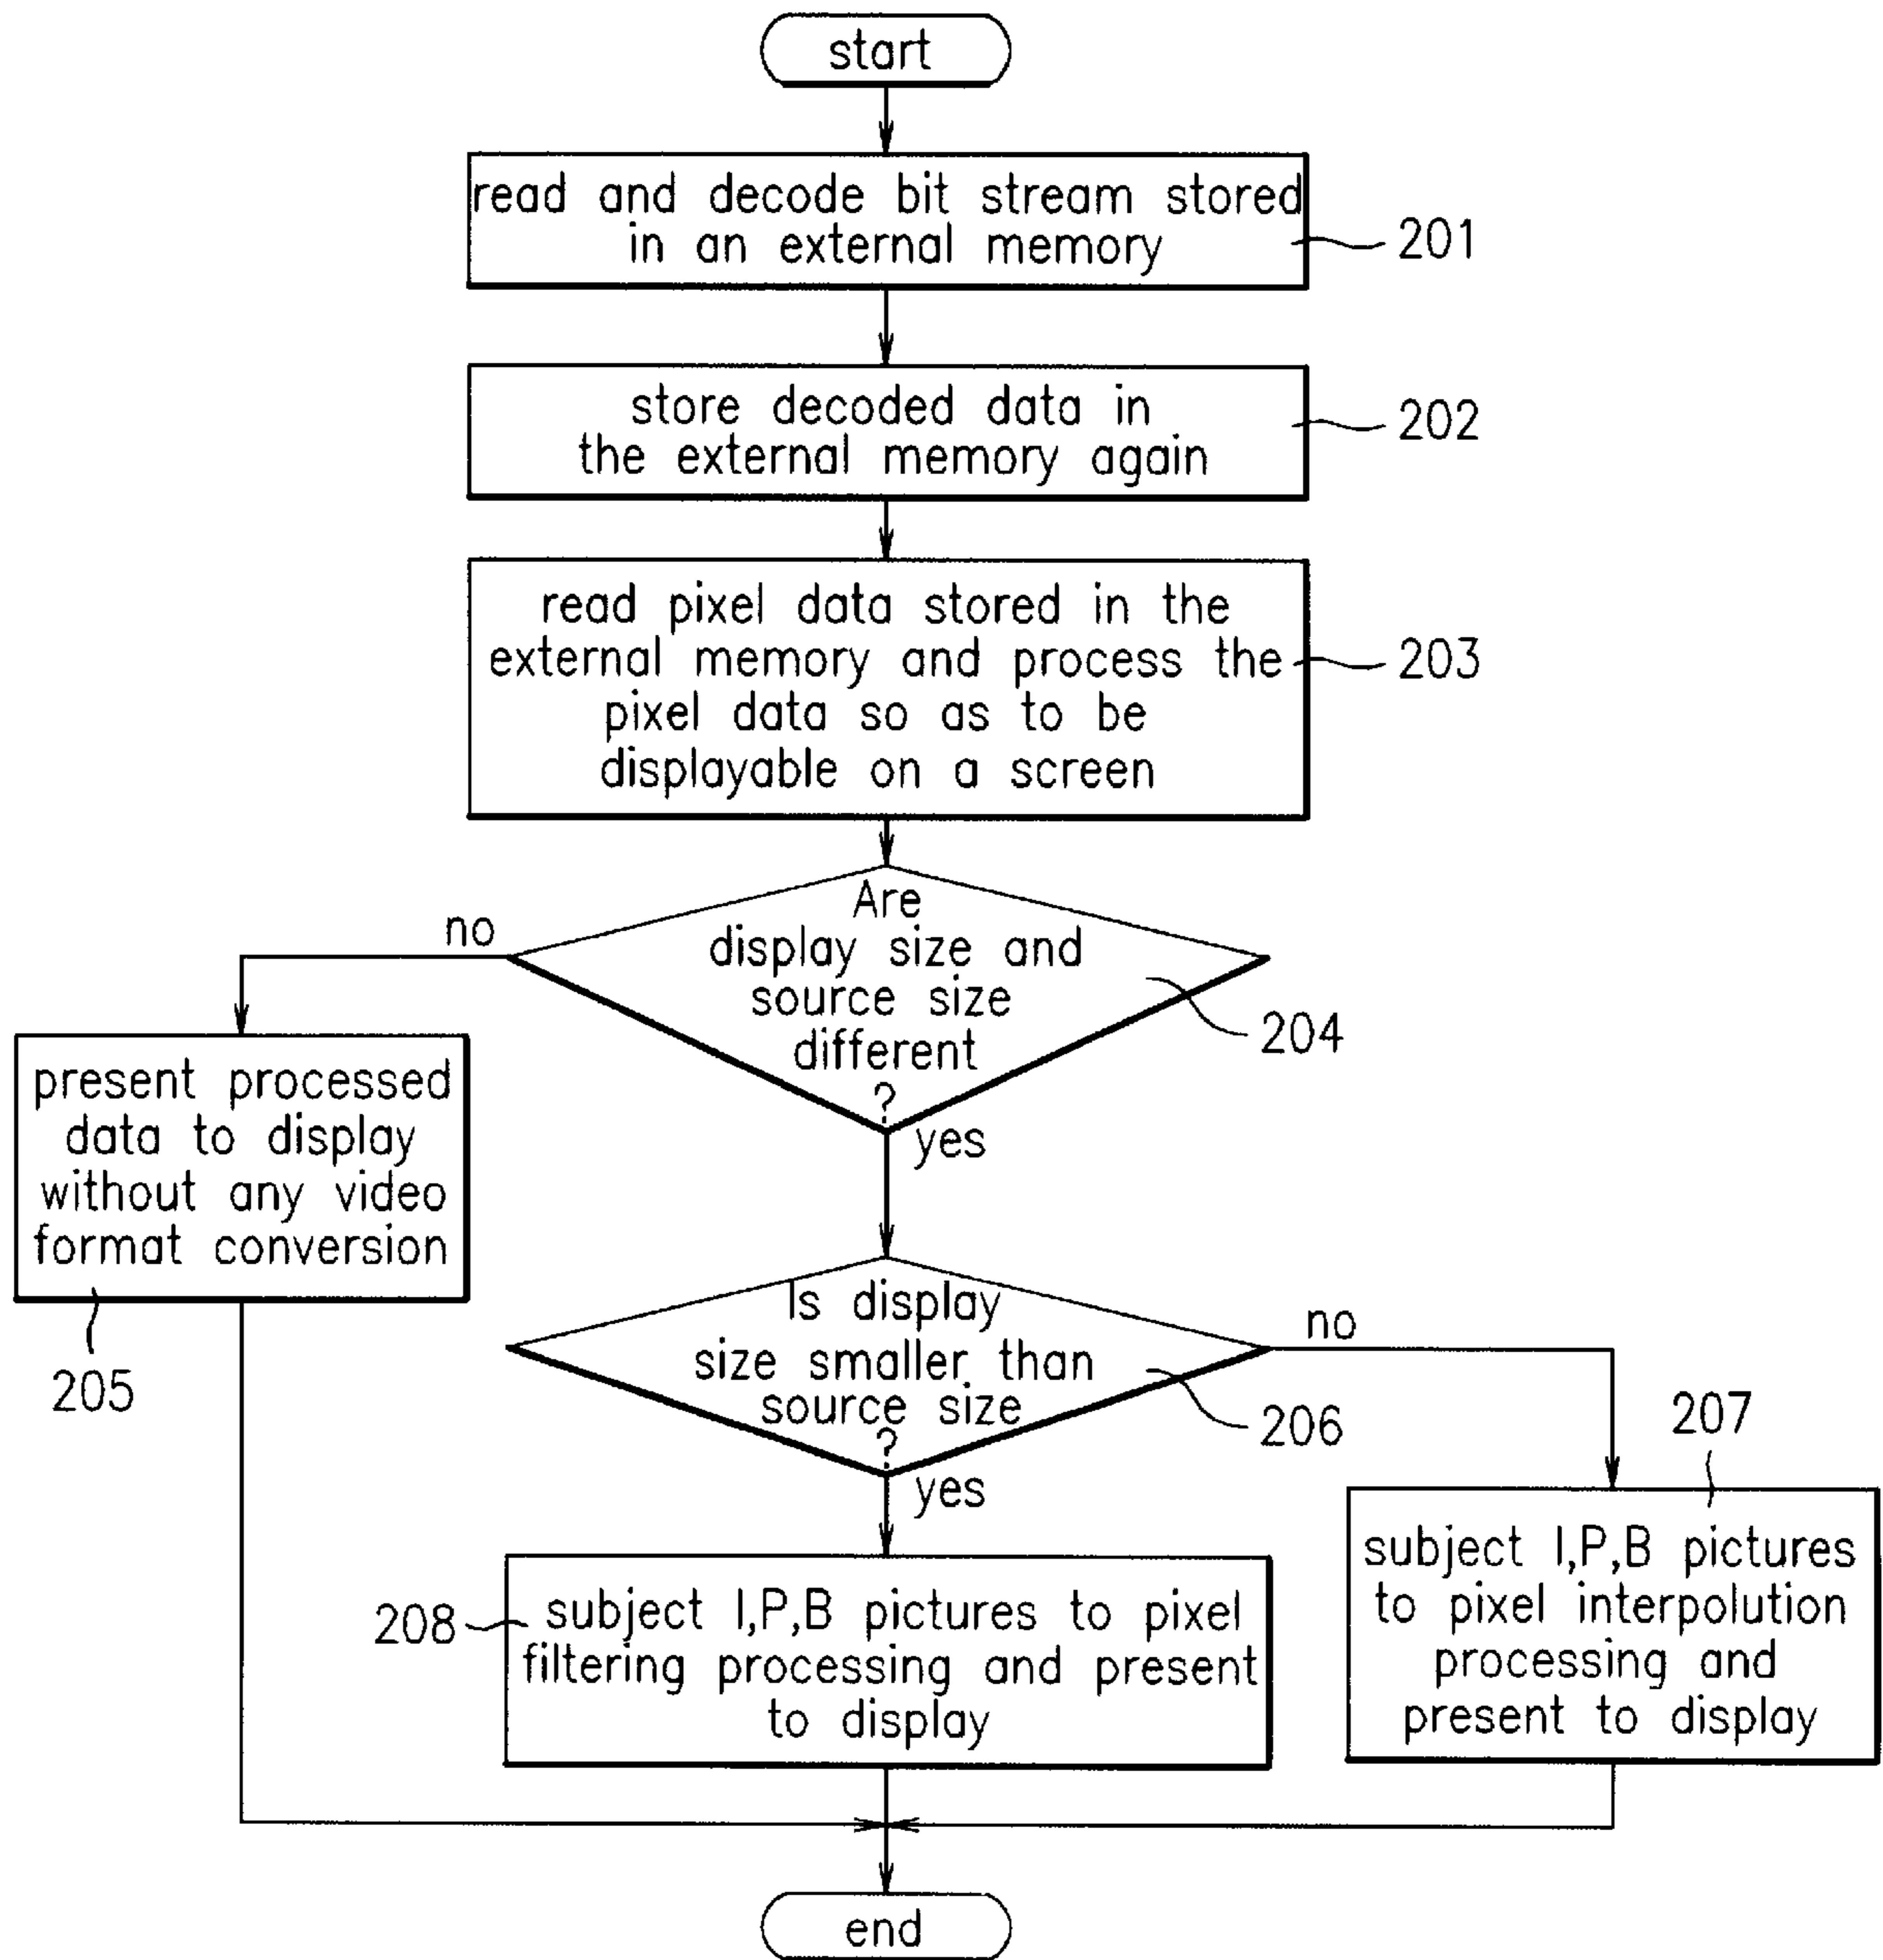 start
read and decode bit stream stored
in an external memory
201
store decoded data in
the external memory again
202
read pixel data stored in the
external memory and process the
pixel data so as to be
displayable on a screen
203
Are
display size and
source size
different
?
204
no
yes
present processed
data to display
without any video
format conversion
205
Is display
size smaller than
source size
?
206
no
yes
207
subject I,P,B pictures
to pixel interpolution
processing and
present to display
208
subject I,P,B pictures to pixel
filtering processing and present
to display
end